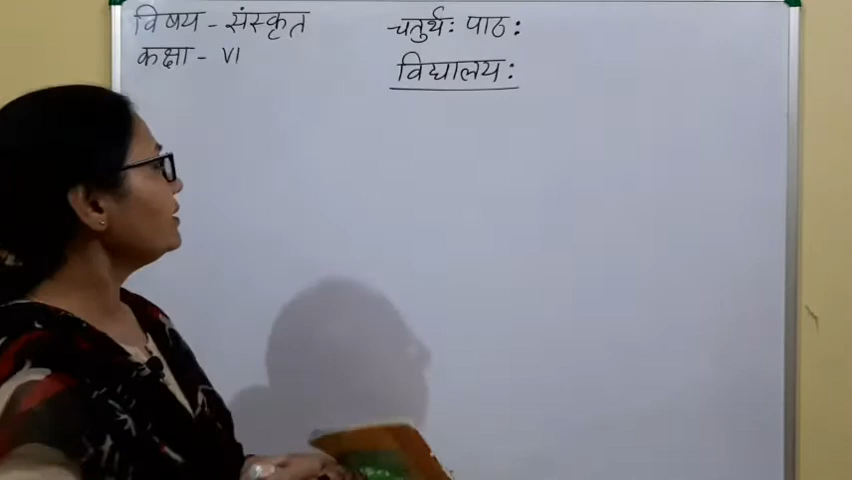 विषय - संस्कृत
कक्षा - VI
चतुर्थः पाठः
विद्यालयः